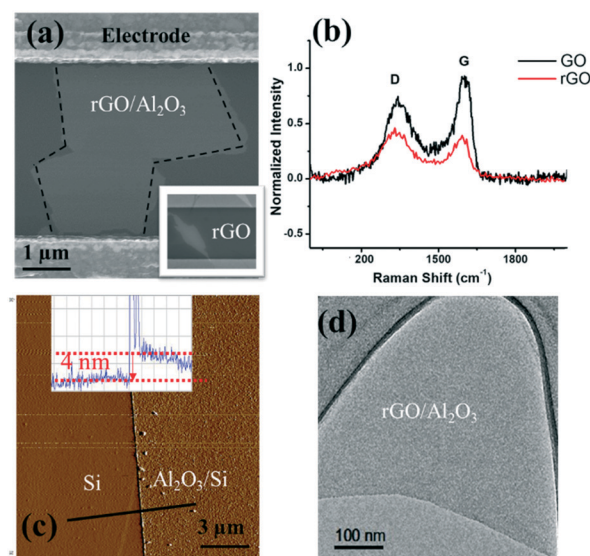 (a)
Electrode
rGO/Al₂O₃
rGO
1 μm
(b)
D
G
GO
rGO
Normalized Intensity
1.0
0.5
0.0
-0.5
1200
1500
1800
Raman Shift (cm⁻¹)
4 nm
Si
Al₂O₃/Si
(c)
3 μm
(d)
rGO/Al₂O₃
100 nm